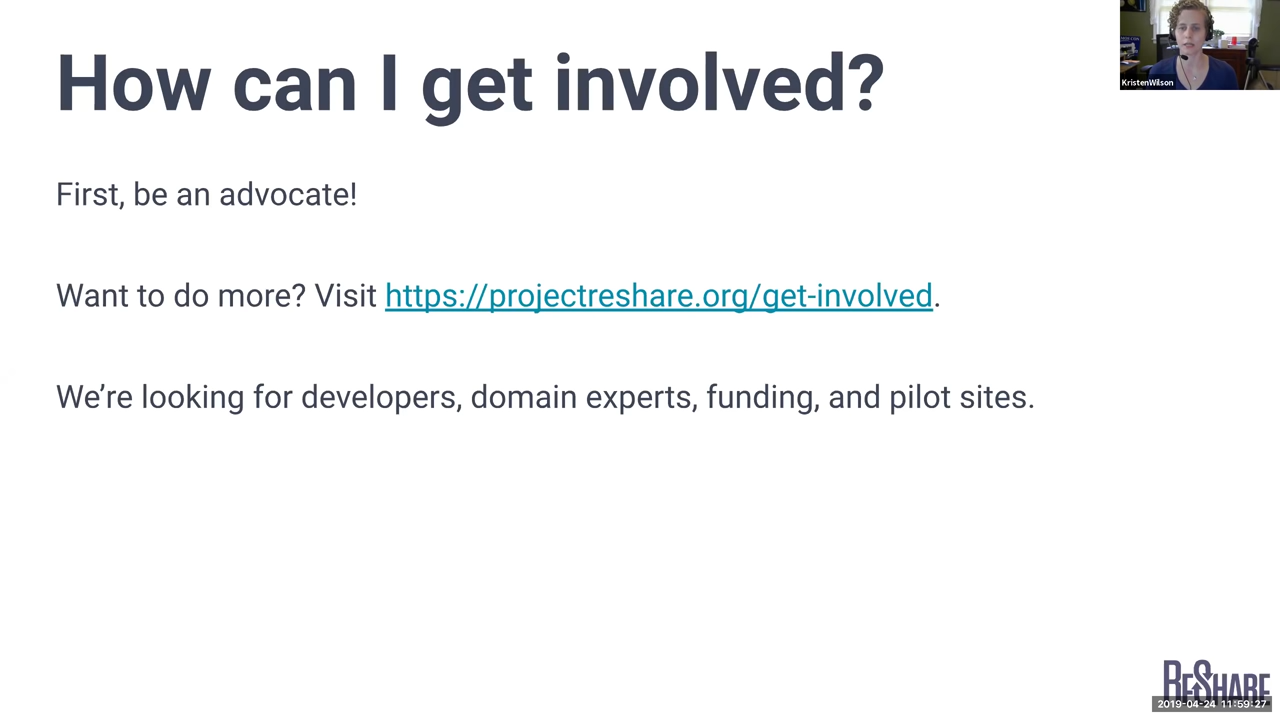 How can I get involved?
KristenWilson
First, be an advocate!
Want to do more? Visit https://projectreshare.org/get-involved.
We’re looking for developers, domain experts, funding, and pilot sites.
RESHARE
2019-04-24 11:59:27